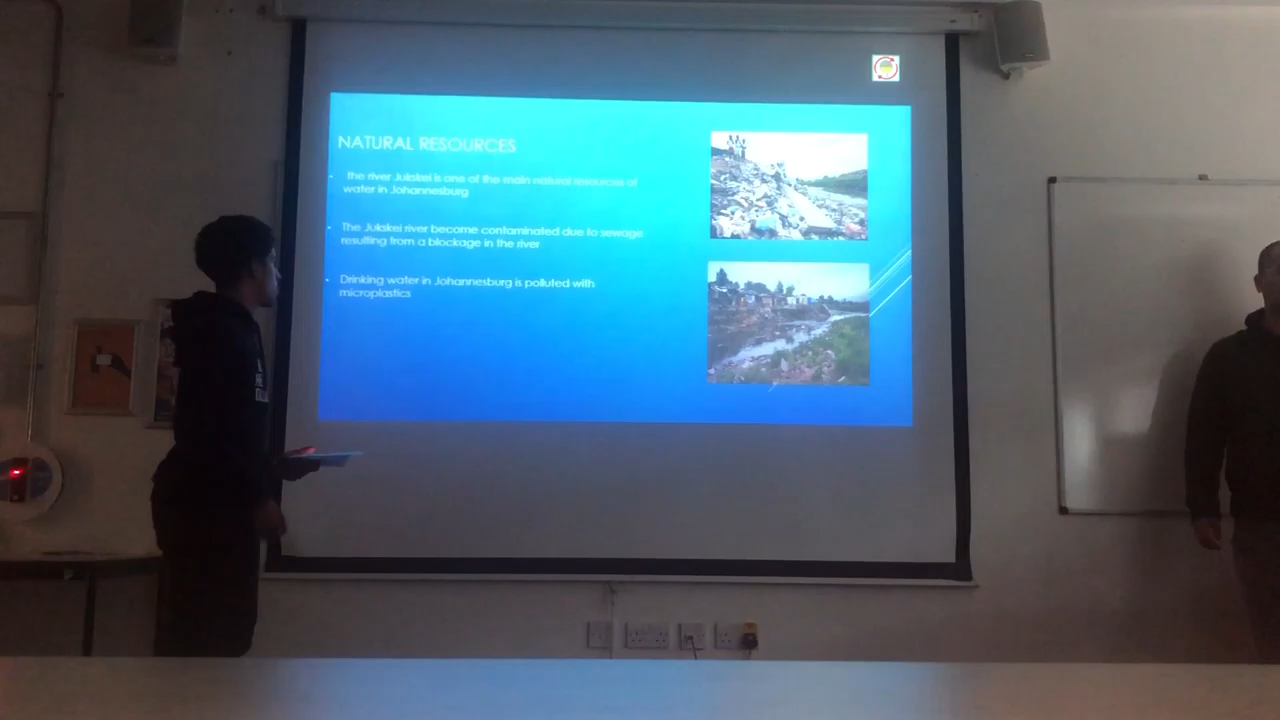 NATURAL RESOURCES
the river Jukskei is one of the main natural resources of
water in Johannesburg
The Jukskei river become contaminated due to sewage
resulting from a blockage in the river
Drinking water in Johannesburg is polluted with
microplastics